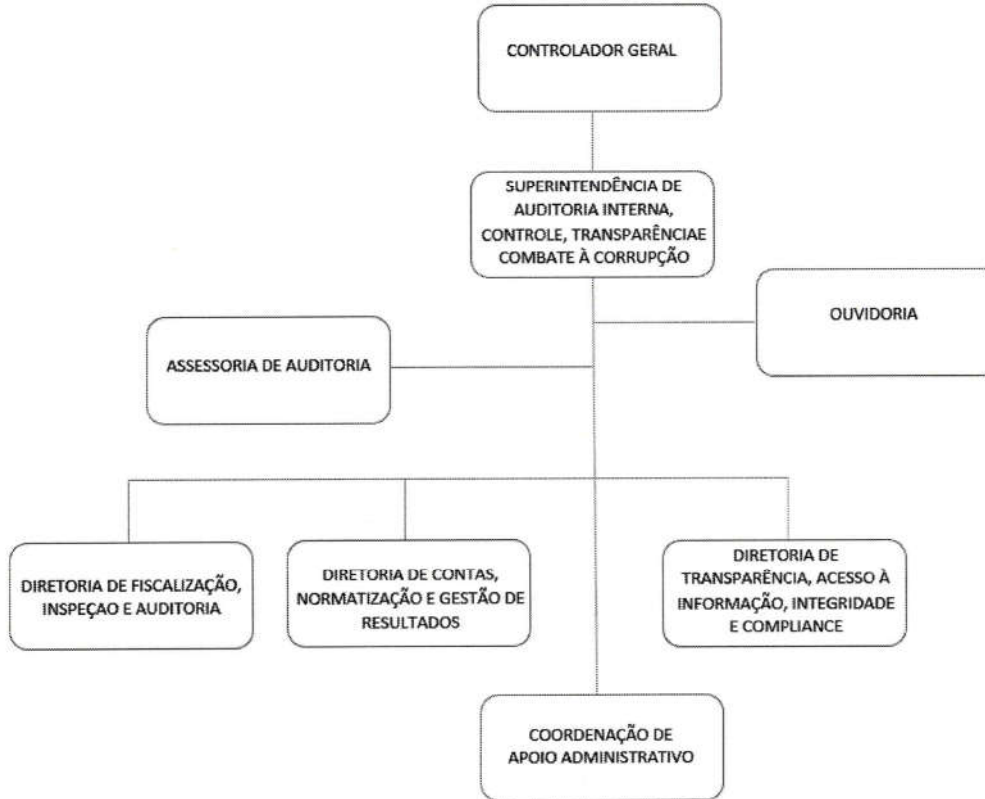 CONTROLADOR GERAL
SUPERINTENDÊNCIA DE
AUDITORIA INTERNA,
CONTROLE, TRANSPARÊNCIAE
COMBATE À CORRUPÇÃO
OUVIDORIA
ASSESSORIA DE AUDITORIA
DIRETORIA DE FISCALIZAÇÃO,
INSPEÇAO E AUDITORIA
DIRETORIA DE CONTAS,
NORMATIZAÇÃO E GESTÃO DE
RESULTADOS
DIRETORIA DE
TRANSPARÊNCIA, ACESSO À
INFORMAÇÃO, INTEGRIDADE
E COMPLIANCE
COORDENAÇÃO DE
APOIO ADMINISTRATIVO